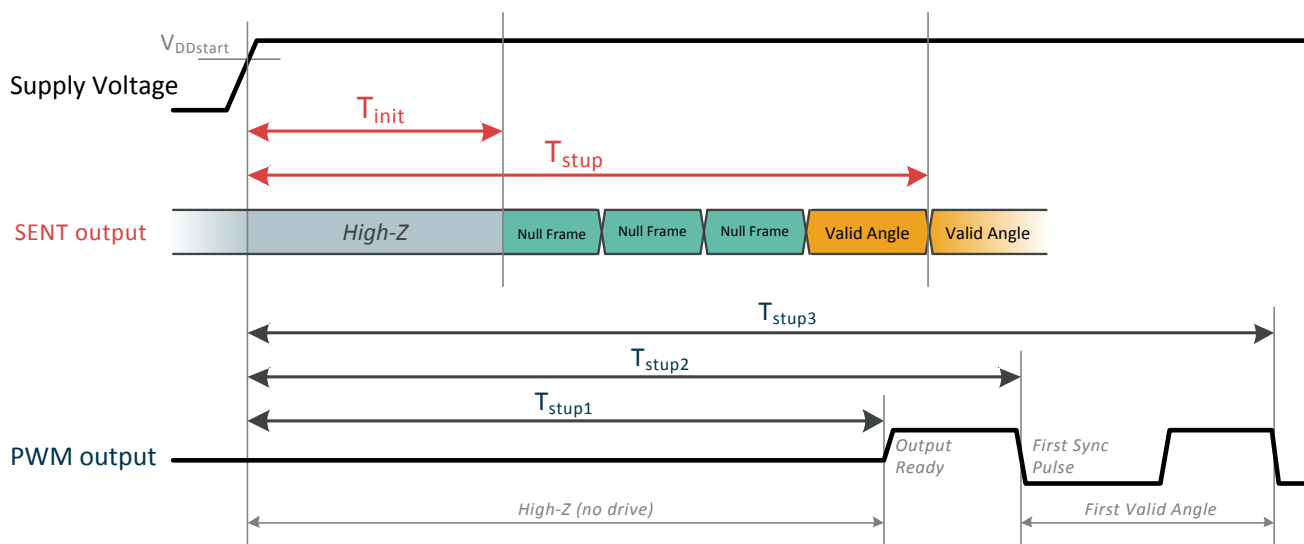 VDDstart
Supply Voltage
Tinit
Tstup
SENT output
High-Z
Null Frame
Null Frame
Null Frame
Valid Angle
Valid Angle
Tstup3
Tstup2
Tstup1
PWM output
Output
Ready
First Sync
Pulse
High-Z (no drive)
First Valid Angle